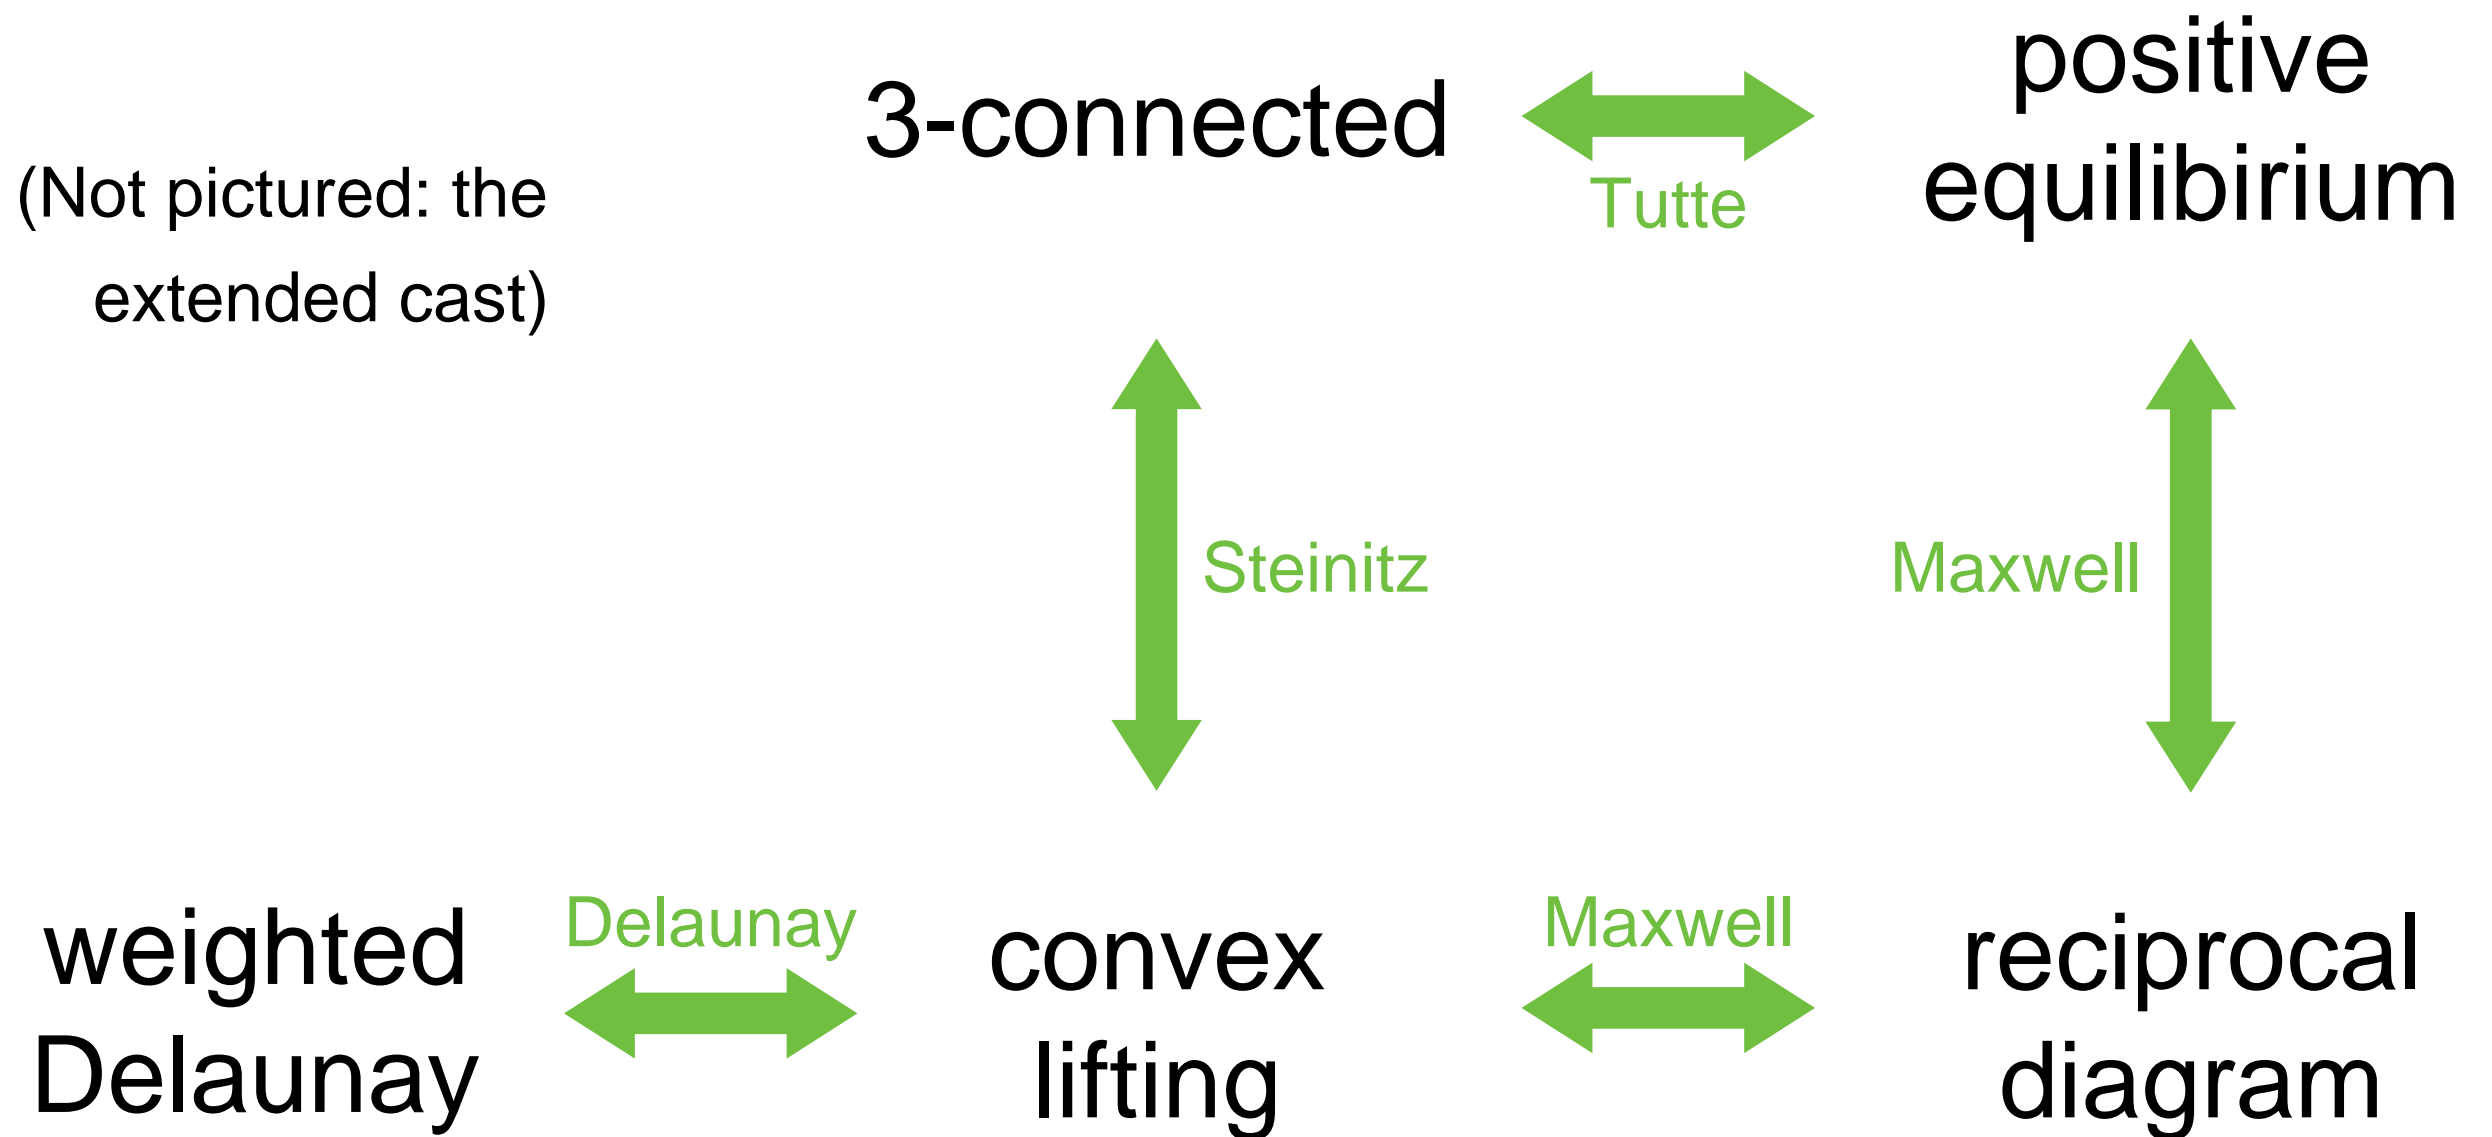 positive
3-connected
equilibirium
Tutte
(Not pictured: the
extended cast)
Steinitz
Maxwell
Delaunay
Maxwell
weighted
Delaunay
convex
lifting
reciprocal
diagram